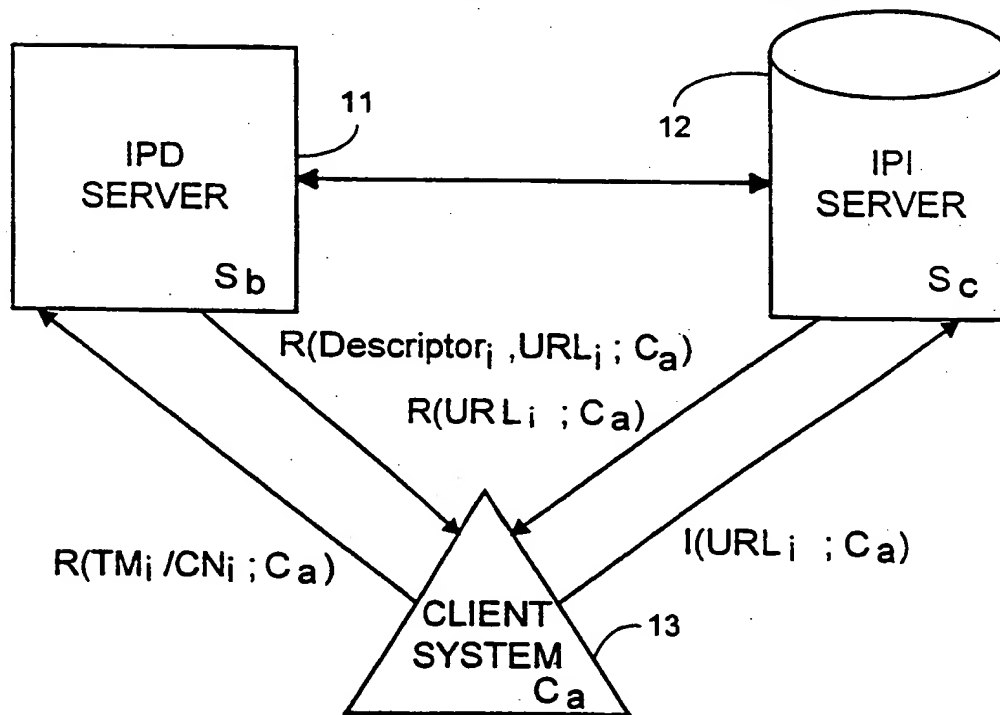 11
12
IPD
SERVER
Sb
IPI
SERVER
Sc
R(Descriptori ,URLi ; Ca)
R(URLi ; Ca)
R(TMi/CNi ; Ca)
I(URLi ; Ca)
CLIENT
SYSTEM
Ca
13